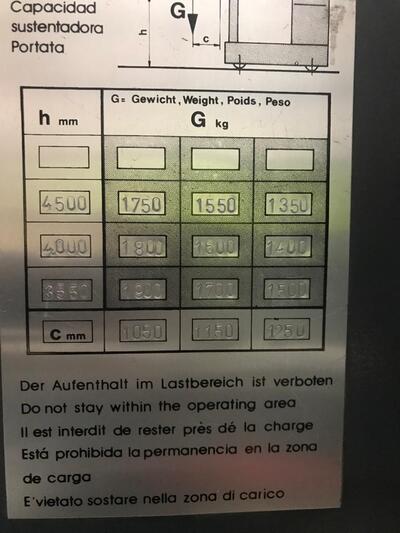 Capacidad
sustentadora
Portata
G
h
c
G= Gewicht, Weight, Poids, Peso
h mm
G kg
4500 1750 1550 1350
4000 1800 1600 1400
3550 1900 1700 1500
c mm 1050 1150 1250
Der Aufenthalt im Lastbereich ist verboten
Do not stay within the operating area
Il est interdit de rester près dé la charge
Está prohibida la permanencia en la zona
de carga
E'vietato sostare nella zona di carico